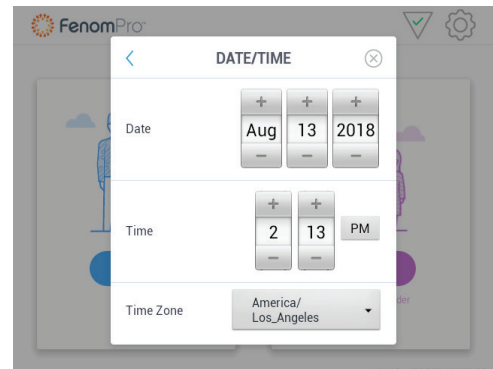 FenomPro
DATE/TIME
Date
+ + +
Aug 13 2018
− − −
Time
+ +
2 13 PM
− −
Time Zone
America/
Los_Angeles